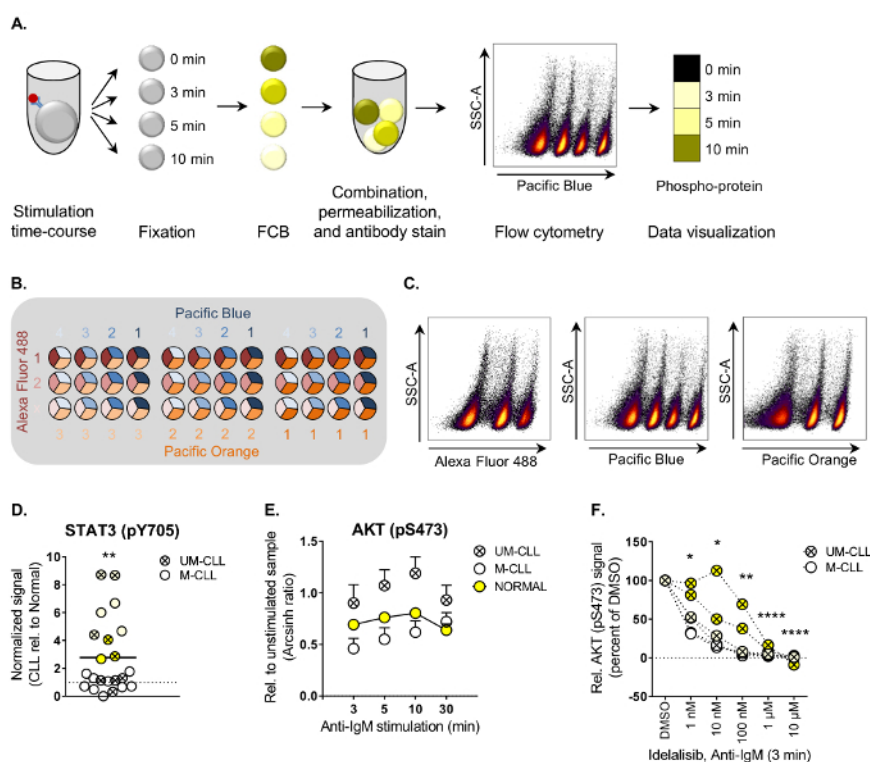 A.
0 min
3 min
5 min
10 min
SSC-A
Pacific Blue
0 min
3 min
5 min
10 min
Phospho-protein
Stimulation
time-course
Fixation
FCB
Combination,
permeabilization,
and antibody stain
Flow cytometry
Data visualization
B.
Pacific Blue
4 3 2 1 4 3 2 1 4 3 2 1
Alexa Fluor 488
1
2
3 3 3 3 2 2 2 2 1 1 1 1
Pacific Orange
C.
SSC-A
Alexa Fluor 488
SSC-A
Pacific Blue
SSC-A
Pacific Orange
D.
STAT3 (pY705)
Normalized signal
(CLL rel. to Normal)
10
8
6
4
2
0
**
UM-CLL
M-CLL
E.
AKT (pS473)
Rel. to unstimulated sample
(Arcsinh ratio)
1.5
1.0
0.5
0.0
3 5 10 30
Anti-IgM stimulation (min)
UM-CLL
M-CLL
NORMAL
F.
Rel. AKT (pS473) signal
(percent of DMSO)
150
100
50
0
-50
* * ** **** ****
UM-CLL
M-CLL
DMSO
1 nM
10 nM
100 nM
1 µM
10 µM
Idelalisib, Anti-IgM (3 min)